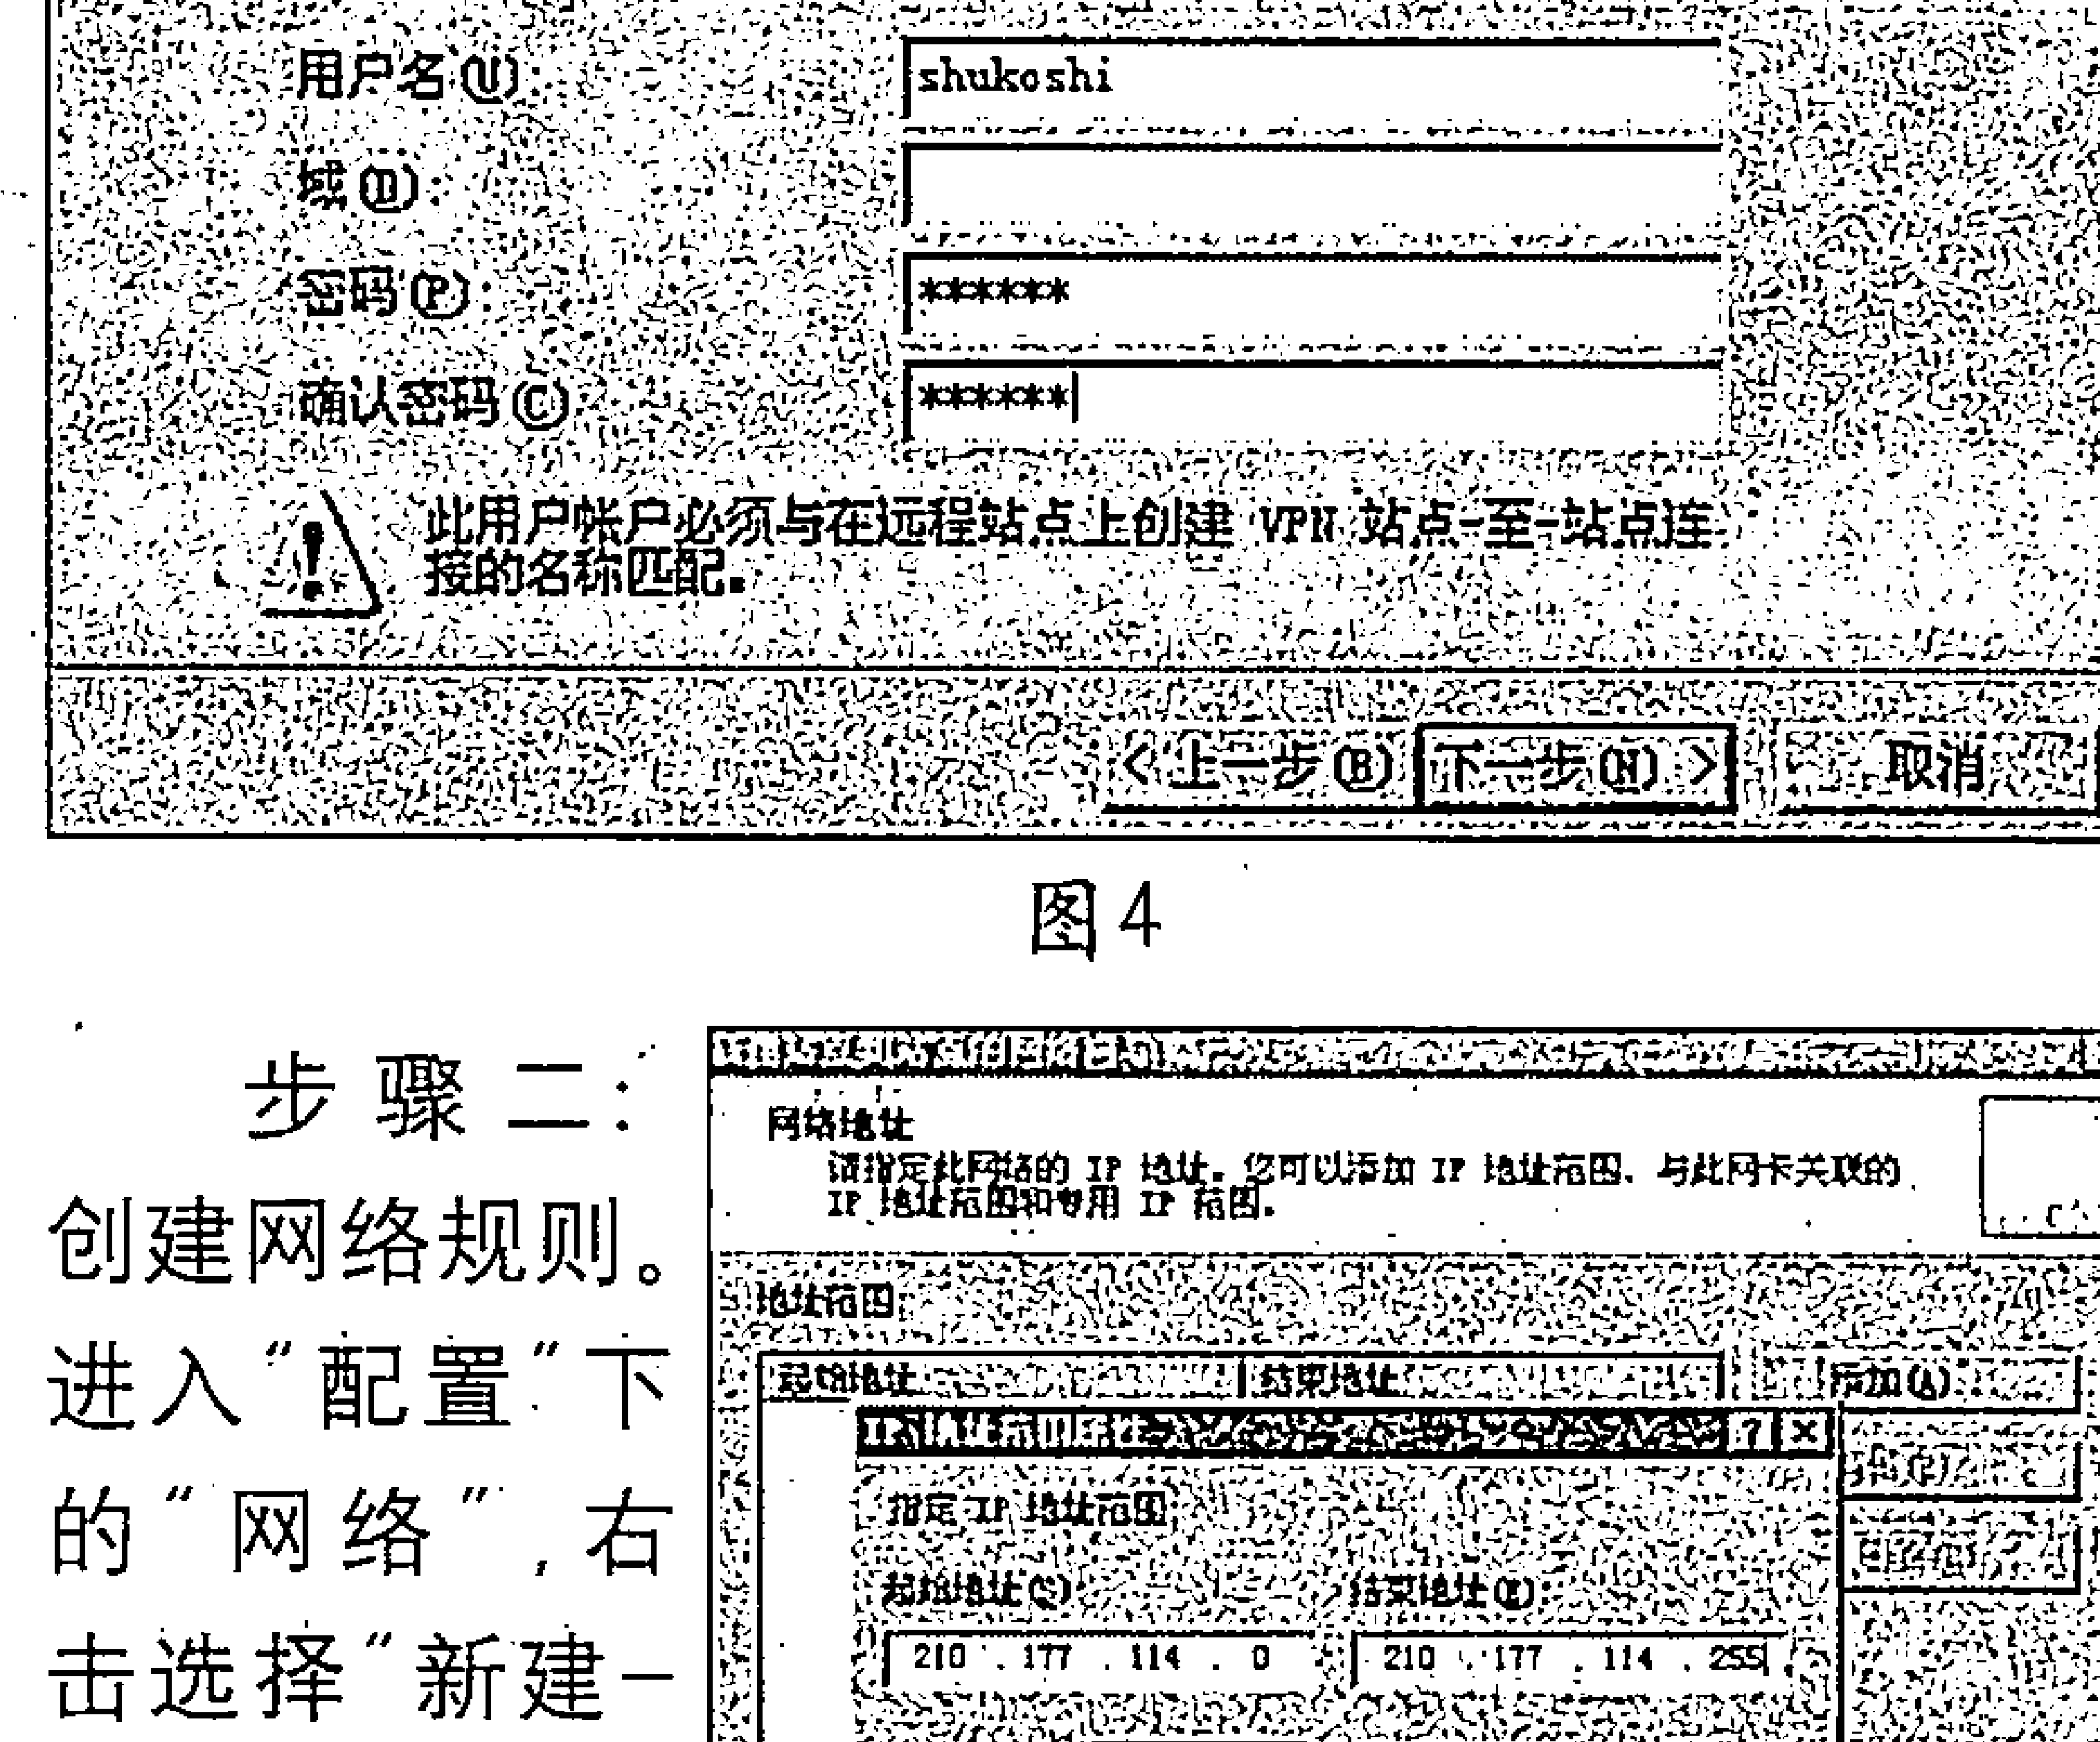 用户名(U):
shukoshi
域(D):
密码(P):
******
确认密码(C)
******
此用户帐户必须与在远程站点上创建 VPN 站点-至-站点连
接的名称匹配。
<上一步(B)
下一步(N) >
取消
图4
步骤二:
创建网络规则。
进入“配置”下
的“网络”,右
击选择“新建-
网络地址
请指定此网络的 IP 地址。您可以添加 IP 地址范围、与此网卡关联的
IP 地址范围和专用 IP 范围。
地址范围
起始地址
结束地址
添加(A)
指定 IP 地址范围
起始地址(S)
结束地址(E)
210 . 177 . 114 . 0
210 . 177 . 114 . 255